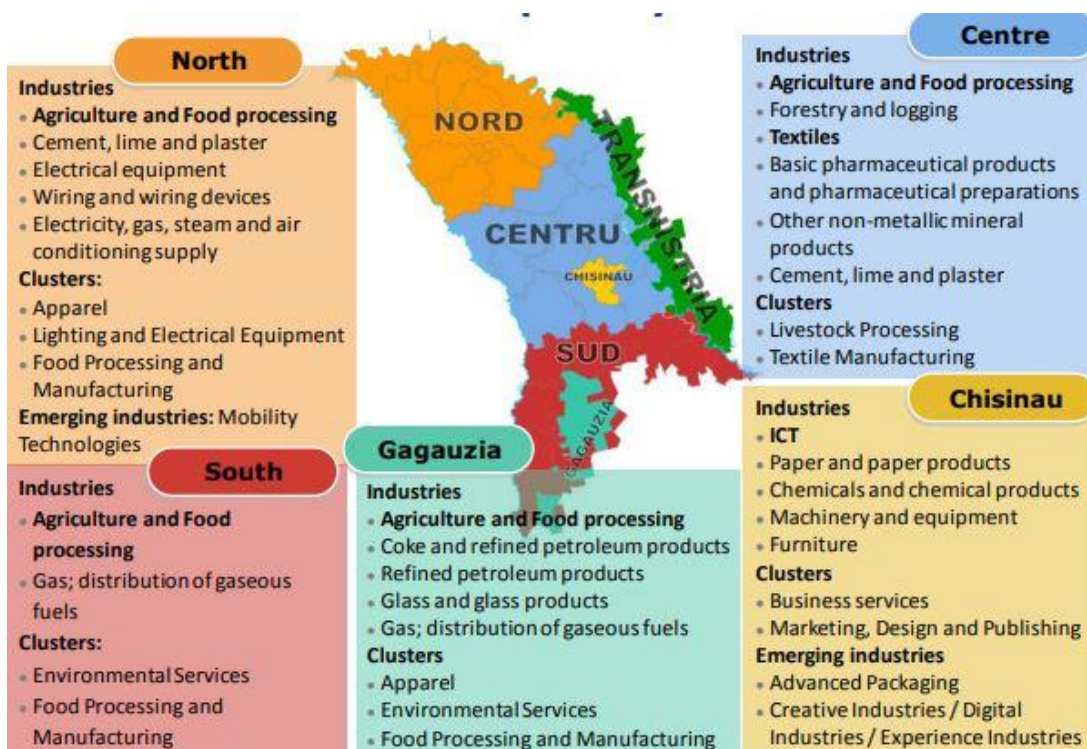 North
Industries
• Agriculture and Food processing
• Cement, lime and plaster
• Electrical equipment
• Wiring and wiring devices
• Electricity, gas, steam and air
conditioning supply
Clusters:
• Apparel
• Lighting and Electrical Equipment
• Food Processing and
Manufacturing
Emerging industries: Mobility
Technologies
South
Industries
• Agriculture and Food
processing
• Gas; distribution of gaseous
fuels
Clusters:
• Environmental Services
• Food Processing and
Manufacturing
NORD
TRANSNISTRIA
CENTRU
CHISINAU
SUD
GAGAUZIA
Gagauzia
Industries
• Agriculture and Food processing
• Coke and refined petroleum products
• Refined petroleum products
• Glass and glass products
• Gas; distribution of gaseous fuels
Clusters
• Apparel
• Environmental Services
• Food Processing and Manufacturing
Centre
Industries
• Agriculture and Food processing
• Forestry and logging
• Textiles
• Basic pharmaceutical products
and pharmaceutical preparations
• Other non-metallic mineral
products
• Cement, lime and plaster
Clusters
• Livestock Processing
• Textile Manufacturing
Chisinau
Industries
• ICT
• Paper and paper products
• Chemicals and chemical products
• Machinery and equipment
• Furniture
Clusters
• Business services
• Marketing, Design and Publishing
Emerging industries
• Advanced Packaging
• Creative Industries / Digital
Industries / Experience Industries